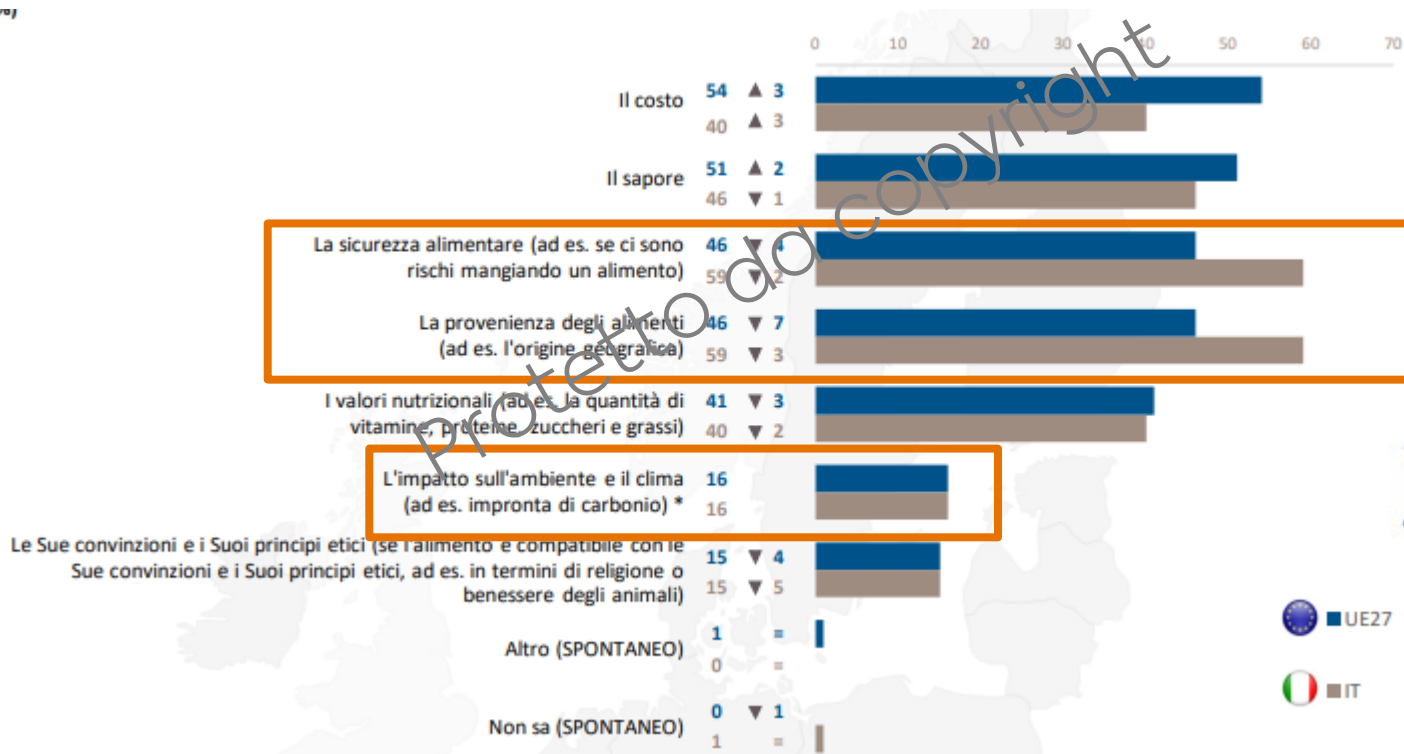 0 10 20 30 40 50 60 70
Il costo 54 ▲ 3
40 ▲ 3
Il sapore 51 ▲ 2
46 ▼ 1
La sicurezza alimentare (ad es. se ci sono 46 ▼ 4
rischi mangiando un alimento) 59 ▼ 2
La provenienza degli alimenti 46 ▼ 7
(ad es. l'origine geografica) 59 ▼ 3
I valori nutrizionali (ad es. la quantità di 41 ▼ 3
vitamine, proteine, zuccheri e grassi) 40 ▼ 2
L'impatto sull'ambiente e il clima 16
(ad es. impronta di carbonio) * 16
Le Sue convinzioni e i Suoi principi etici (se l'alimento è compatibile con le
Sue convinzioni e i Suoi principi etici, ad es. in termini di religione o 15 ▼ 4
benessere degli animali) 15 ▼ 5
Altro (SPONTANEO) 1 =
0 =
Non sa (SPONTANEO) 0 ▼ 1
1 =
UE27
IT
Protetto da copyright